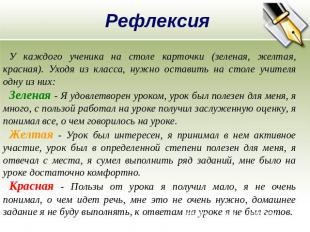 Рефлексия
У каждого ученика на столе карточки (зеленая, желтая,
красная). Уходя из класса, нужно оставить на столе учителя
одну из них:
Зеленая - Я удовлетворен уроком, урок был полезен для меня, я
много, с пользой работал на уроке получил заслуженную оценку, я
понимал все, о чем говорилось на уроке.
Желтая - Урок был интересен, я принимал в нем активное
участие, урок был в определенной степени полезен для меня, я
отвечал с места, я сумел выполнить ряд заданий, мне было на
уроке достаточно комфортно.
Красная - Пользы от урока я получил мало, я не очень
понимал, о чем идет речь, мне это не очень нужно, домашнее
задание я не буду выполнять, к ответам на уроке я не был готов.